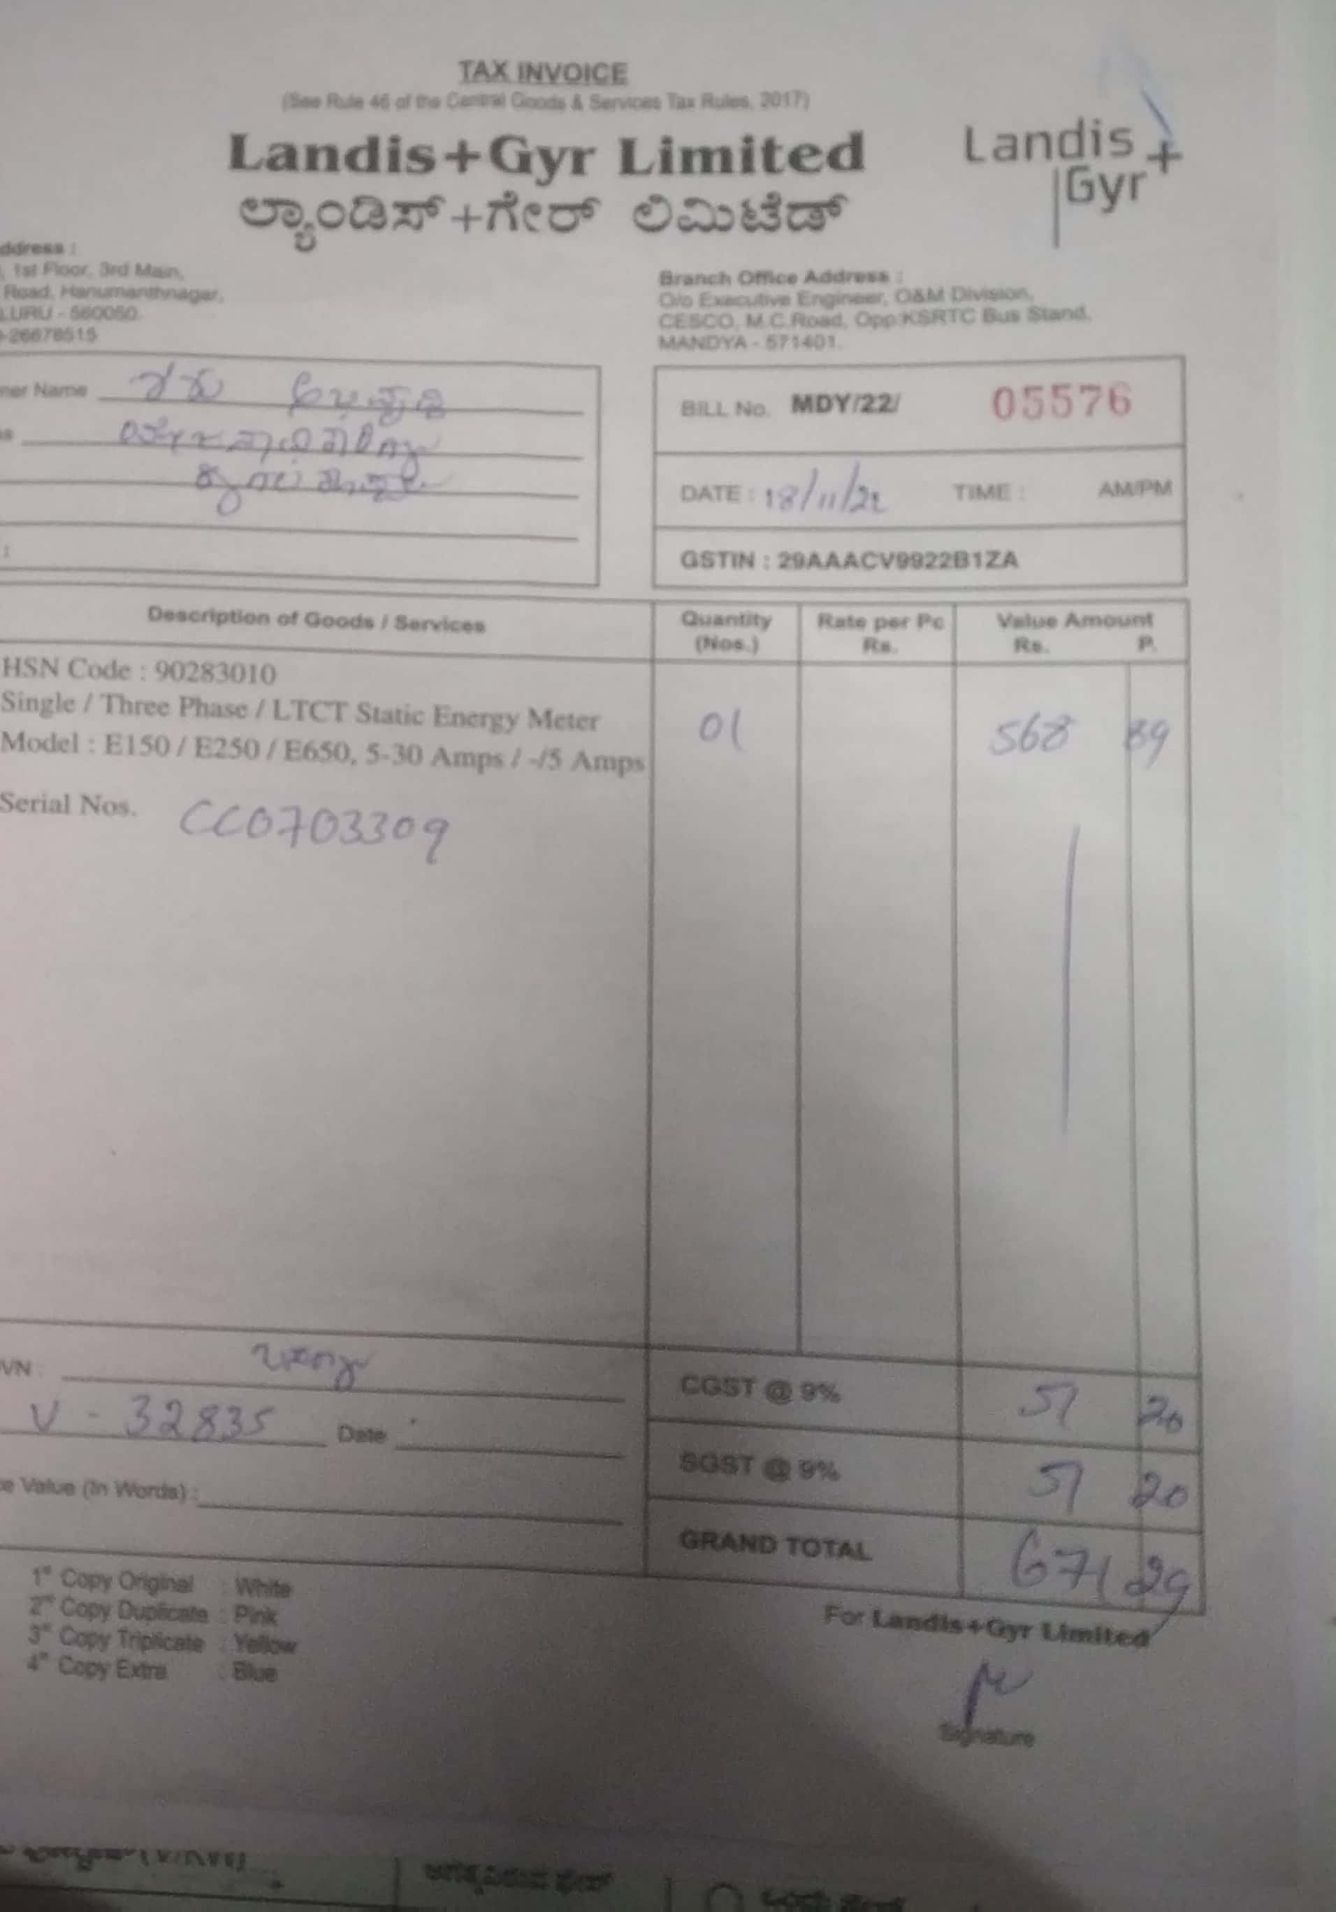 TAX INVOICE
(See Rule 46 of the Central Goods & Services Tax Rules, 2017)
Landis+Gyr Limited
ಲ್ಯಾಂಡಿಸ್+ಗೇರ್ ಲಿಮಿಟೆಡ್
Landis
Gyr+
ddress :
, 1st Floor, 3rd Main,
Road, Hanumanthnagar,
LURU - 560050.
-26678515
Branch Office Address :
O/o Executive Engineer, O&M Division,
CESCO, M.C.Road, Opp:KSRTC Bus Stand,
MANDYA - 571401.
ner Name
s
:
BILL No. MDY/22/ 05576
DATE : 18/11/22 TIME : AM/PM
GSTIN : 29AAACV9922B1ZA
Description of Goods / Services Quantity (Nos.) Rate per Pc Rs. Value Amount Rs. P.
HSN Code : 90283010
Single / Three Phase / LTCT Static Energy Meter 01 568 89
Model : E150 / E250 / E650, 5-30 Amps / -/5 Amps
Serial Nos. CC0703309
VN :
V - 32835 Date
e Value (In Words) :
CGST @ 9% 51 20
SGST @ 9% 51 20
GRAND TOTAL 671 29
1st Copy Original : White
2nd Copy Duplicate : Pink
3rd Copy Triplicate : Yellow
4th Copy Extra : Blue
For Landis+Gyr Limited
Signature